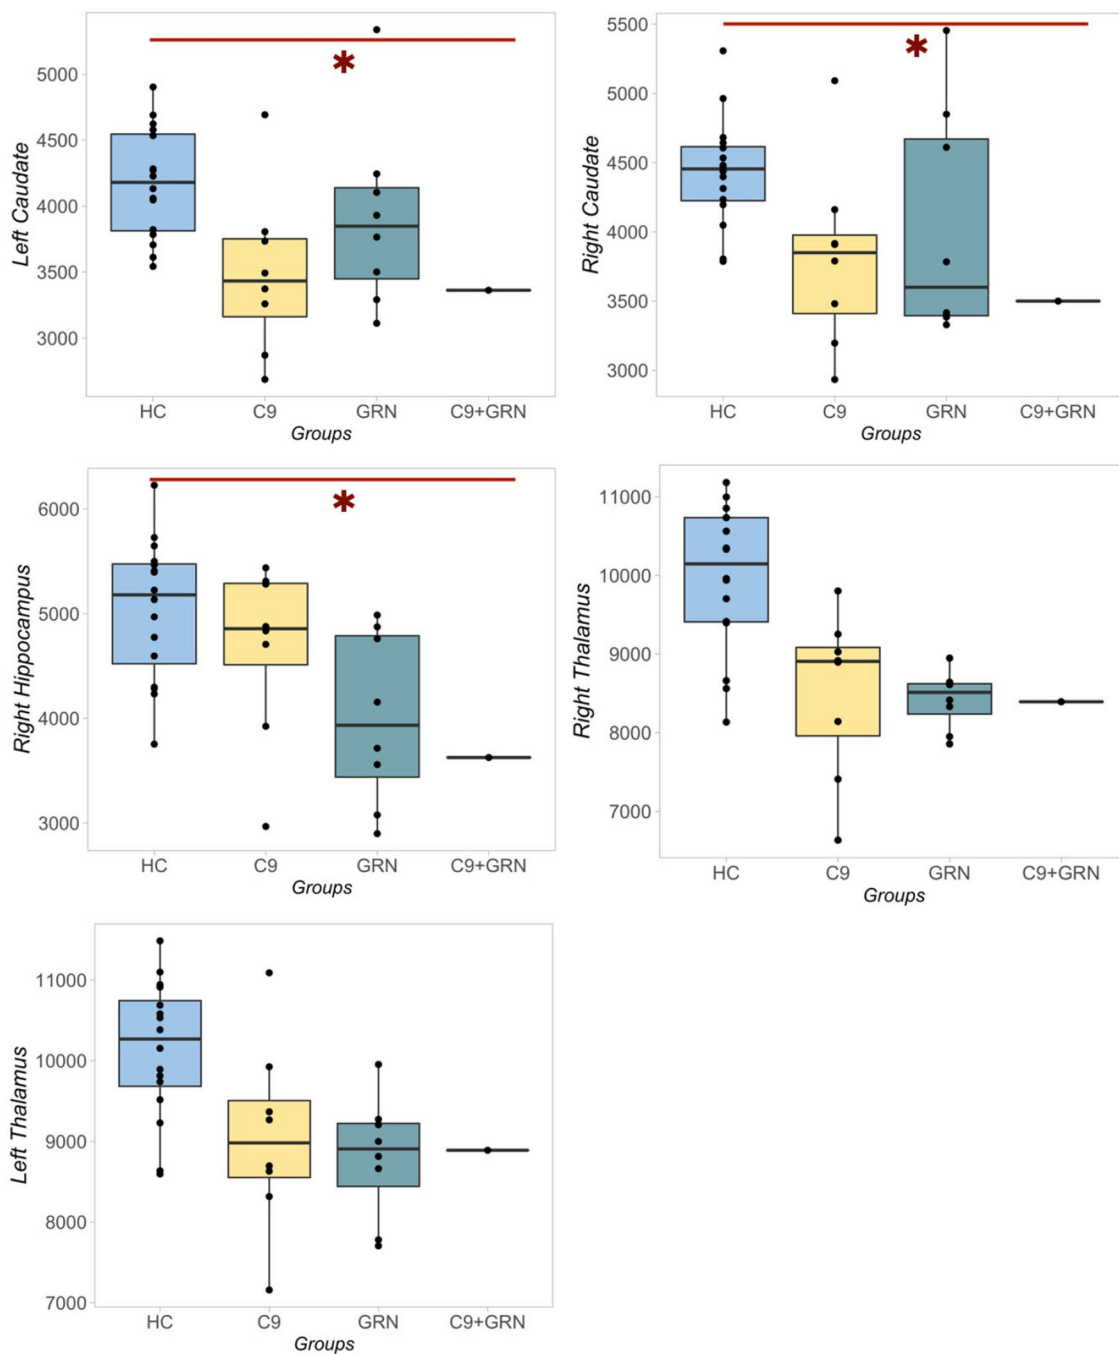 Left Caudate
5000
4500
4000
3500
3000
HC C9 GRN C9+GRN
Groups
*
Right Caudate
5500
5000
4500
4000
3500
3000
HC C9 GRN C9+GRN
Groups
*
Right Hippocampus
6000
5000
4000
3000
HC C9 GRN C9+GRN
Groups
*
Right Thalamus
11000
10000
9000
8000
7000
HC C9 GRN C9+GRN
Groups
Left Thalamus
11000
10000
9000
8000
7000
HC C9 GRN C9+GRN
Groups